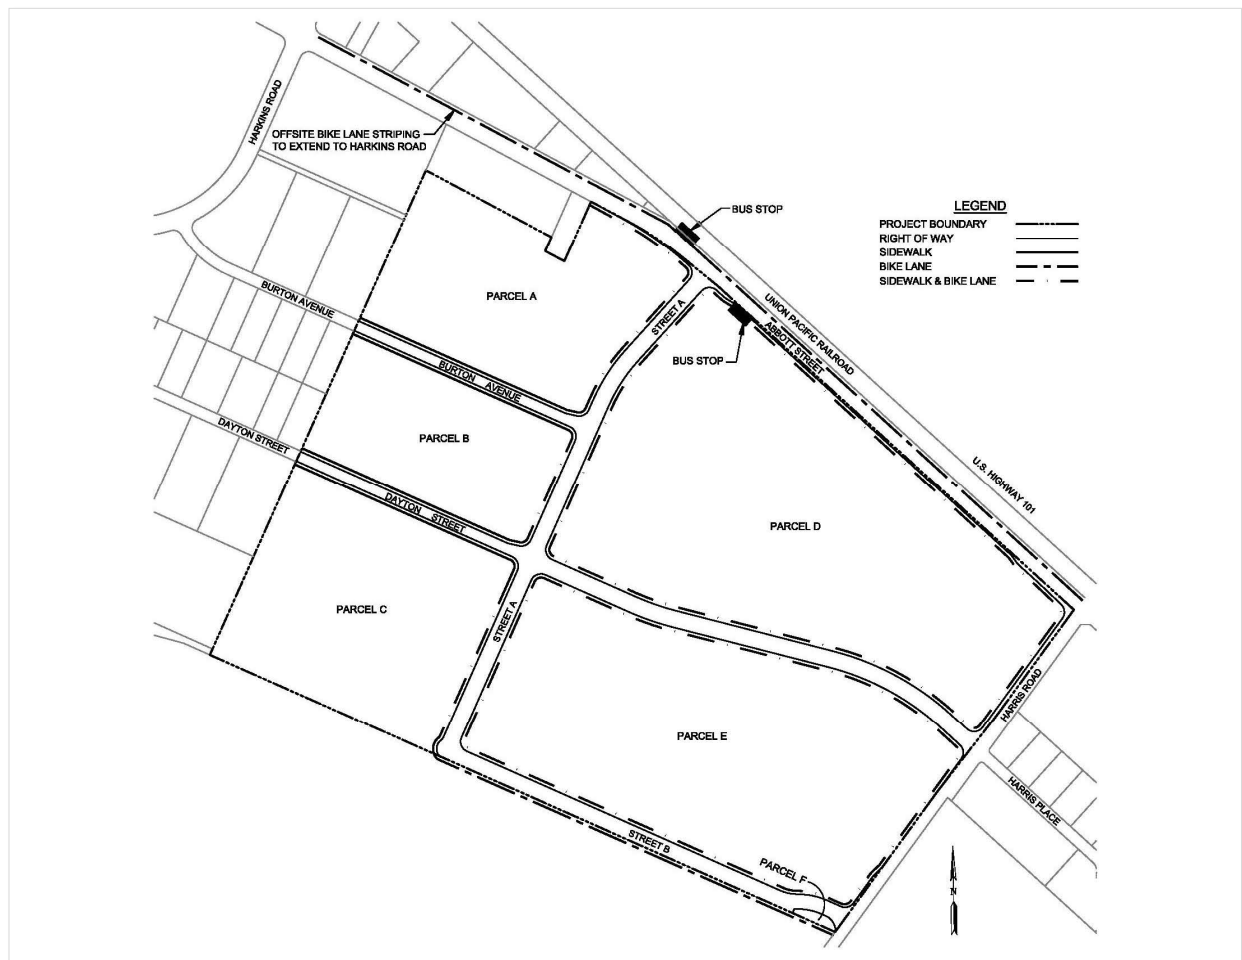 HARKINS ROAD
OFFSITE BIKE LANE STRIPING
TO EXTEND TO HARKINS ROAD
BUS STOP
LEGEND
PROJECT BOUNDARY
RIGHT OF WAY
SIDEWALK
BIKE LANE
SIDEWALK & BIKE LANE
PARCEL A
BURTON AVENUE
STREET A
UNION PACIFIC RAILROAD
ABBOTT STREET
BUS STOP
BURTON AVENUE
PARCEL B
DAYTON STREET
U.S. HIGHWAY 101
DAYTON STREET
PARCEL D
PARCEL C
STREET A
HARRIS ROAD
PARCEL E
HARRIS PLACE
STREET B
PARCEL F
N